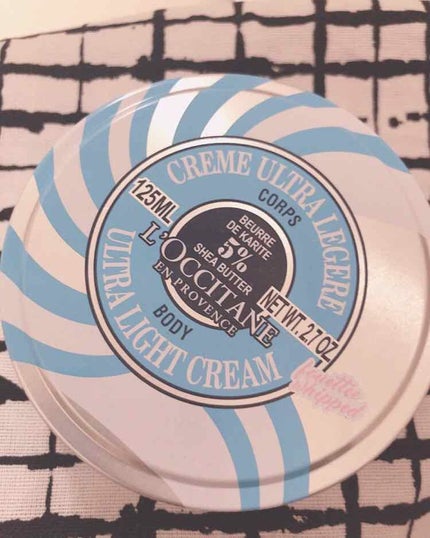 CREME ULTRA LEGERE
CORPS
125ML
BEURRE
DE KARITE
5%
SHEA BUTTER
L'OCCITANE
EN PROVENCE
NET WT. 2.7 OZ
BODY
ULTRA LIGHT CREAM
whipped